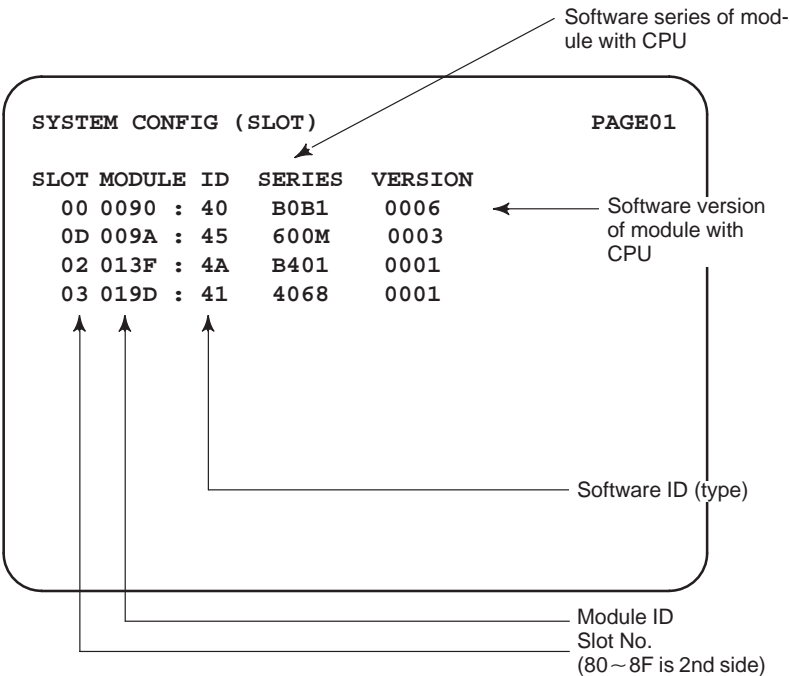 Software series of mod-
ule with CPU
SYSTEM CONFIG (SLOT) PAGE01
SLOT MODULE ID SERIES VERSION
00 0090 : 40 B0B1 0006
0D 009A : 45 600M 0003
02 013F : 4A B401 0001
03 019D : 41 4068 0001
Software version
of module with
CPU
Software ID (type)
Module ID
Slot No.
(80∼8F is 2nd side)